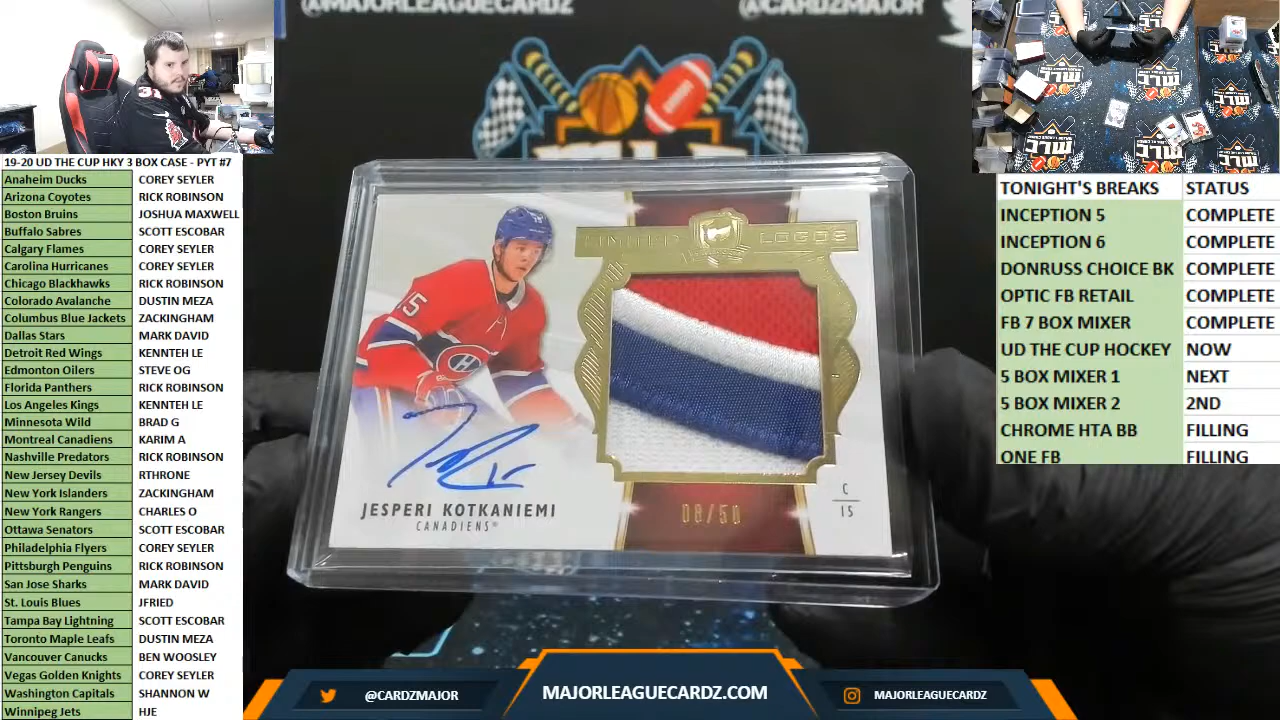 @MAJORLEAGUECARDZ
@CARDZMAJOR
19-20 UD THE CUP HKY 3 BOX CASE - PYT #7
Anaheim Ducks COREY SEYLER
Arizona Coyotes RICK ROBINSON
Boston Bruins JOSHUA MAXWELL
Buffalo Sabres SCOTT ESCOBAR
Calgary Flames COREY SEYLER
Carolina Hurricanes COREY SEYLER
Chicago Blackhawks RICK ROBINSON
Colorado Avalanche DUSTIN MEZA
Columbus Blue Jackets ZACKINGHAM
Dallas Stars MARK DAVID
Detroit Red Wings KENNTEH LE
Edmonton Oilers STEVE OG
Florida Panthers RICK ROBINSON
Los Angeles Kings KENNTEH LE
Minnesota Wild BRAD G
Montreal Canadiens KARIM A
Nashville Predators RICK ROBINSON
New Jersey Devils RTHRONE
New York Islanders ZACKINGHAM
New York Rangers CHARLES O
Ottawa Senators SCOTT ESCOBAR
Philadelphia Flyers COREY SEYLER
Pittsburgh Penguins RICK ROBINSON
San Jose Sharks MARK DAVID
St. Louis Blues JFRIED
Tampa Bay Lightning SCOTT ESCOBAR
Toronto Maple Leafs DUSTIN MEZA
Vancouver Canucks BEN WOOSLEY
Vegas Golden Knights COREY SEYLER
Washington Capitals SHANNON W
Winnipeg Jets HJE
LIMITED LOGOS
15
JESPERI KOTKANIEMI
CANADIENS
08/50
C
15
TONIGHT'S BREAKS STATUS
INCEPTION 5 COMPLETE
INCEPTION 6 COMPLETE
DONRUSS CHOICE BK COMPLETE
OPTIC FB RETAIL COMPLETE
FB 7 BOX MIXER COMPLETE
UD THE CUP HOCKEY NOW
5 BOX MIXER 1 NEXT
5 BOX MIXER 2 2ND
CHROME HTA BB FILLING
ONE FB FILLING
@CARDZMAJOR
MAJORLEAGUECARDZ.COM
MAJORLEAGUECARDZ